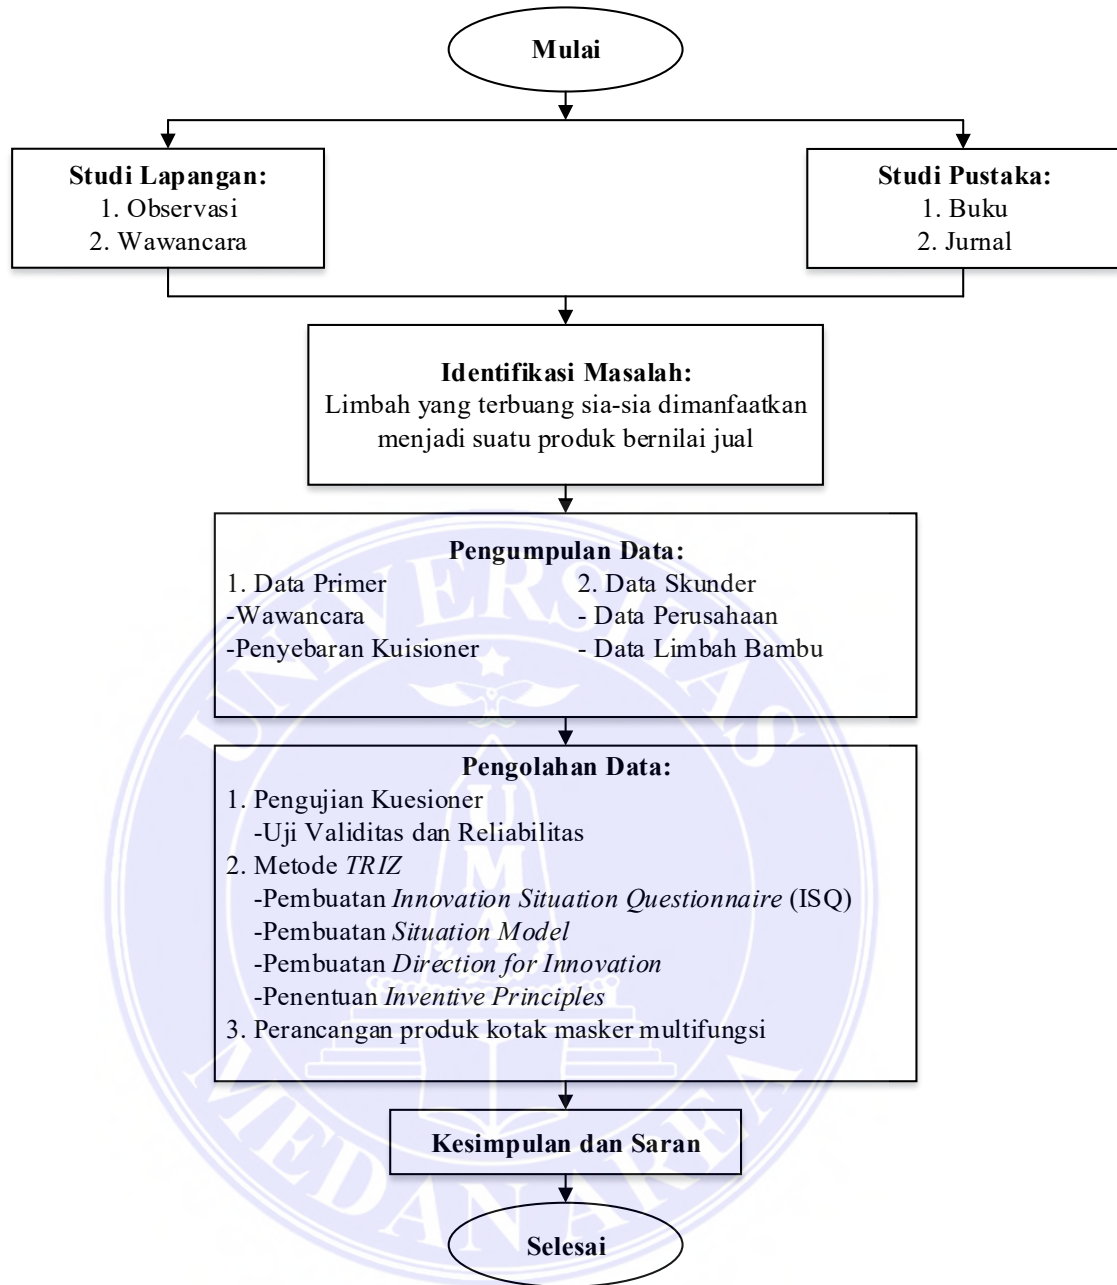 Mulai
Studi Lapangan:
1. Observasi
2. Wawancara
Studi Pustaka:
1. Buku
2. Jurnal
Identifikasi Masalah:
Limbah yang terbuang sia-sia dimanfaatkan
menjadi suatu produk bernilai jual
Pengumpulan Data:
1. Data Primer
-Wawancara
-Penyebaran Kuisioner
2. Data Skunder
- Data Perusahaan
- Data Limbah Bambu
Pengolahan Data:
1. Pengujian Kuesioner
-Uji Validitas dan Reliabilitas
2. Metode TRIZ
-Pembuatan Innovation Situation Questionnaire (ISQ)
-Pembuatan Situation Model
-Pembuatan Direction for Innovation
-Penentuan Inventive Principles
3. Perancangan produk kotak masker multifungsi
Kesimpulan dan Saran
Selesai
UNIVERSITAS
UMA
MEDAN AREA